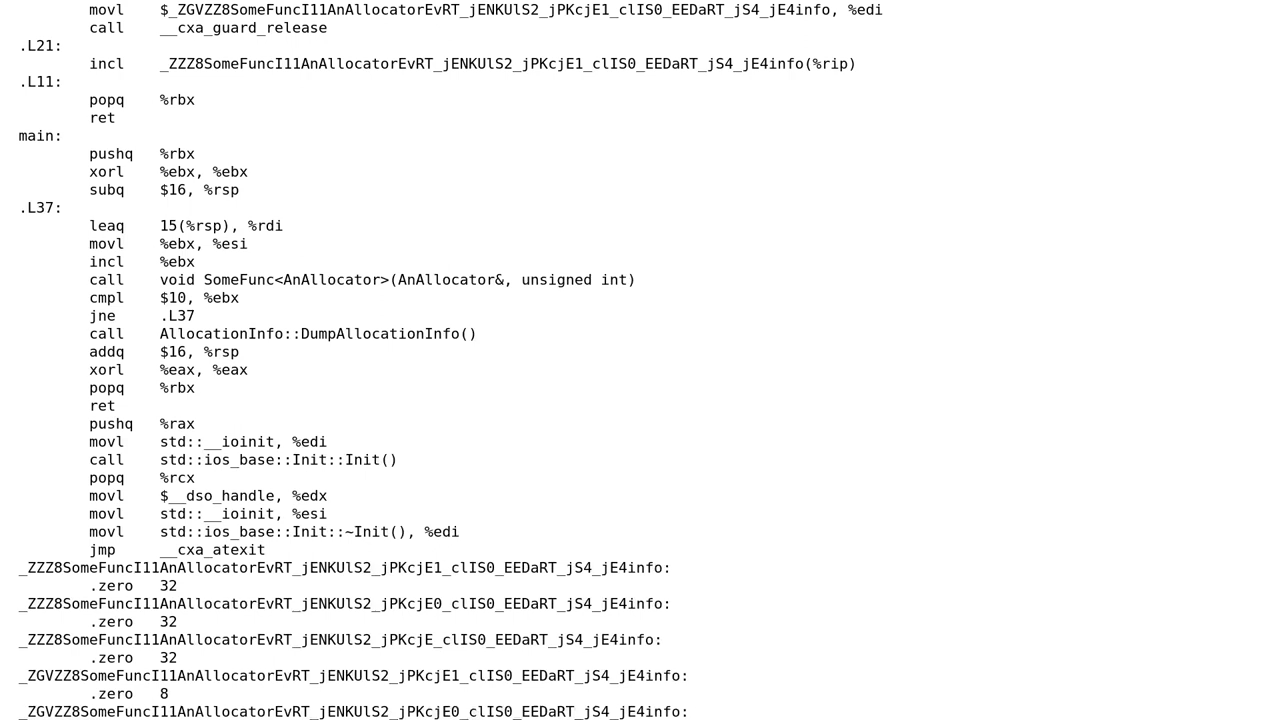 movl $_ZGVZZ8SomeFuncI11AnAllocatorEvRT_jENKUlS2_jPKcjE1_clIS0_EEDaRT_jS4_jE4info, %edi
call __cxa_guard_release
.L21:
incl _ZZZ8SomeFuncI11AnAllocatorEvRT_jENKUlS2_jPKcjE1_clIS0_EEDaRT_jS4_jE4info(%rip)
.L11:
popq %rbx
ret
main:
pushq %rbx
xorl %ebx, %ebx
subq $16, %rsp
.L37:
leaq 15(%rsp), %rdi
movl %ebx, %esi
incl %ebx
call void SomeFunc<AnAllocator>(AnAllocator&, unsigned int)
cmpl $10, %ebx
jne .L37
call AllocationInfo::DumpAllocationInfo()
addq $16, %rsp
xorl %eax, %eax
popq %rbx
ret
pushq %rax
movl std::__ioinit, %edi
call std::ios_base::Init::Init()
popq %rcx
movl $__dso_handle, %edx
movl std::__ioinit, %esi
movl std::ios_base::Init::~Init(), %edi
jmp __cxa_atexit
_ZZZ8SomeFuncI11AnAllocatorEvRT_jENKUlS2_jPKcjE1_clIS0_EEDaRT_jS4_jE4info:
.zero 32
_ZZZ8SomeFuncI11AnAllocatorEvRT_jENKUlS2_jPKcjE0_clIS0_EEDaRT_jS4_jE4info:
.zero 32
_ZZZ8SomeFuncI11AnAllocatorEvRT_jENKUlS2_jPKcjE_clIS0_EEDaRT_jS4_jE4info:
.zero 32
_ZGVZZ8SomeFuncI11AnAllocatorEvRT_jENKUlS2_jPKcjE1_clIS0_EEDaRT_jS4_jE4info:
.zero 8
_ZGVZZ8SomeFuncI11AnAllocatorEvRT_jENKUlS2_jPKcjE0_clIS0_EEDaRT_jS4_jE4info: